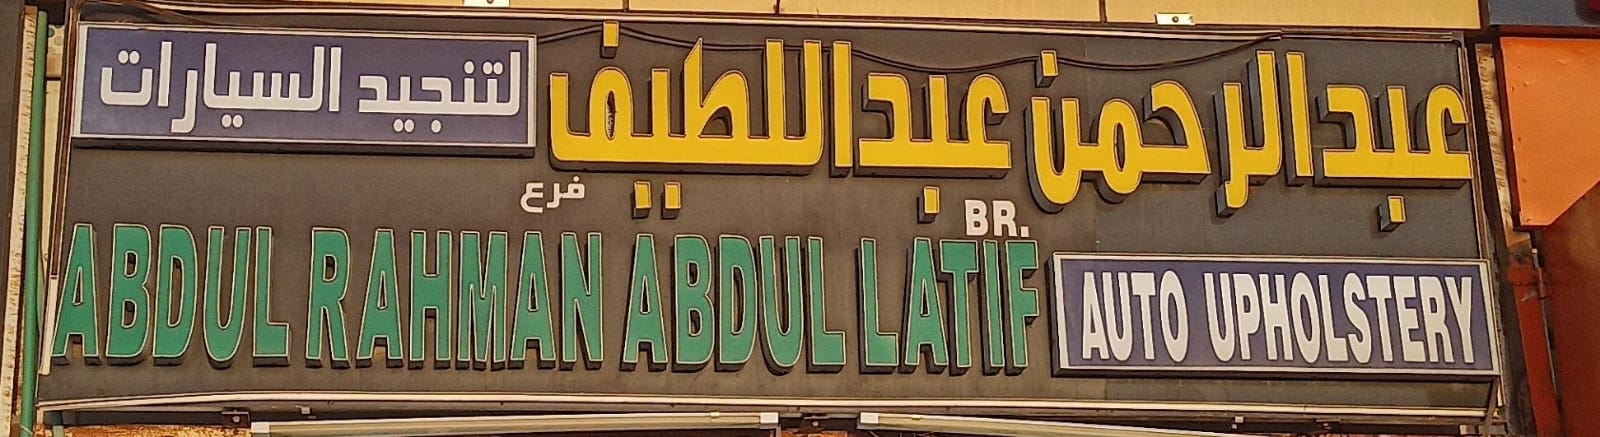 عبدالرحمن عبداللطيف لتنجيد السيارات
فرع
BR.
ABDUL RAHMAN ABDUL LATIF AUTO UPHOLSTERY